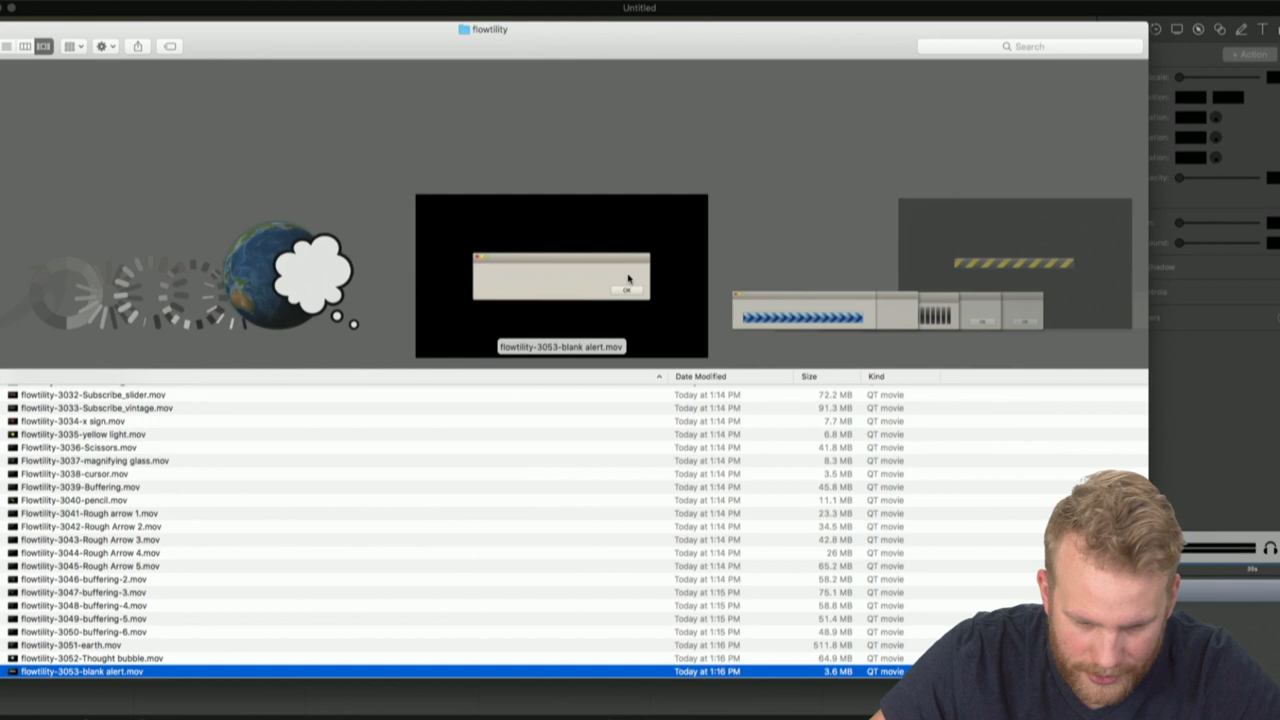 Untitled
flowtility
Search
+ Action
OK
flowtility-3053-blank alert.mov
Date Modified Size Kind
flowtility-3032-Subscribe_slider.mov Today at 1:14 PM 72.2 MB QT movie
flowtility-3033-Subscribe_vintage.mov Today at 1:14 PM 91.3 MB QT movie
flowtility-3034-x sign.mov Today at 1:14 PM 7.7 MB QT movie
flowtility-3035-yellow light.mov Today at 1:14 PM 6.8 MB QT movie
Flowtility-3036-Scissors.mov Today at 1:14 PM 41.8 MB QT movie
Flowtility-3037-magnifying glass.mov Today at 1:14 PM 8.3 MB QT movie
Flowtility-3038-cursor.mov Today at 1:14 PM 3.5 MB QT movie
Flowtility-3039-Buffering.mov Today at 1:14 PM 45.8 MB QT movie
Flowtility-3040-pencil.mov Today at 1:14 PM 11.1 MB QT movie
Flowtility-3041-Rough arrow 1.mov Today at 1:14 PM 23.3 MB QT movie
Flowtility-3042-Rough Arrow 2.mov Today at 1:14 PM 34.5 MB QT movie
flowtility-3043-Rough Arrow 3.mov Today at 1:14 PM 42.8 MB QT movie
flowtility-3044-Rough Arrow 4.mov Today at 1:14 PM 26 MB QT movie
flowtility-3045-Rough Arrow 5.mov Today at 1:14 PM 65.2 MB QT movie
flowtility-3046-buffering-2.mov Today at 1:14 PM 58.2 MB QT movie
flowtility-3047-buffering-3.mov Today at 1:15 PM 75.1 MB QT movie
flowtility-3048-buffering-4.mov Today at 1:15 PM 58.8 MB QT movie
flowtility-3049-buffering-5.mov Today at 1:15 PM 51.4 MB QT movie
flowtility-3050-buffering-6.mov Today at 1:15 PM 48.9 MB QT movie
flowtility-3051-earth.mov Today at 1:16 PM 511.8 MB QT movie
flowtility-3052-Thought bubble.mov Today at 1:16 PM 64.9 MB QT movie
flowtility-3053-blank alert.mov Today at 1:16 PM 3.6 MB QT movie